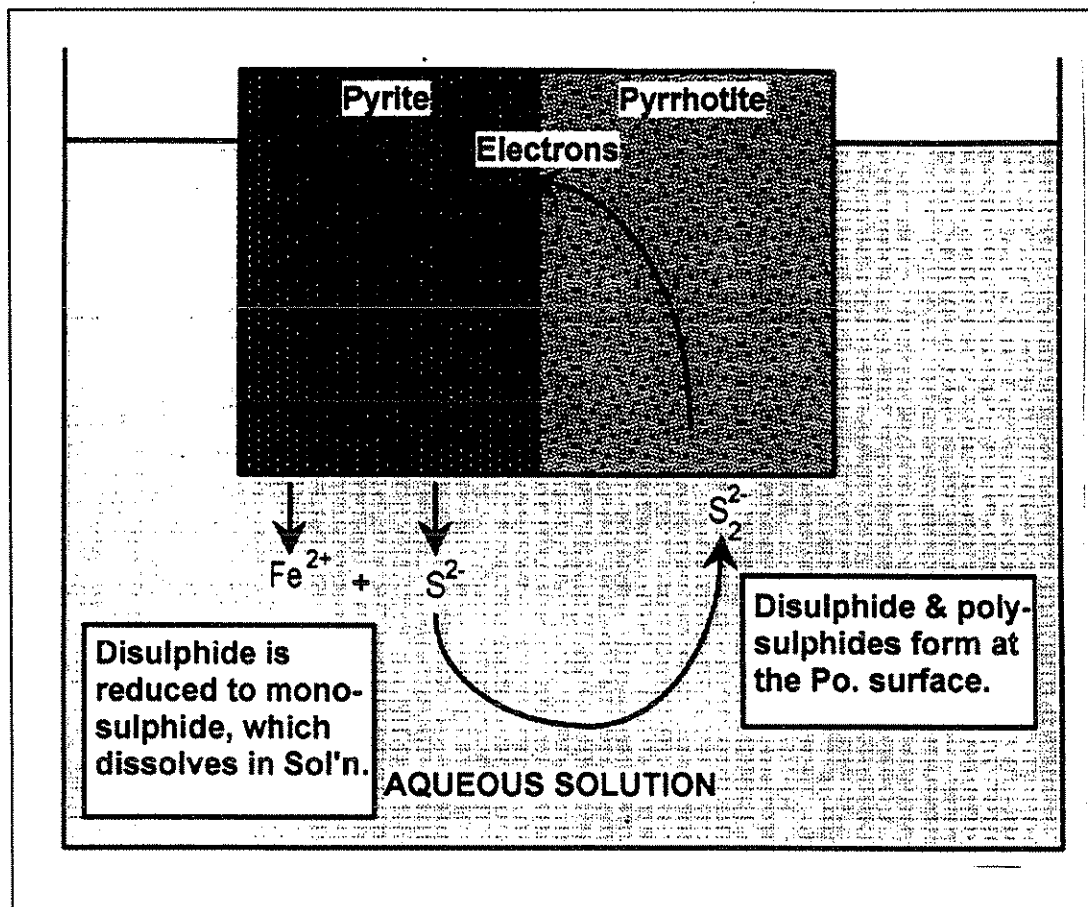 Pyrite
Pyrrhotite
Electrons
Fe²⁺ + S²⁻
S₂²⁻
Disulphide is
reduced to mono-
sulphide, which
dissolves in Sol'n.
Disulphide & poly-
sulphides form at
the Po. surface.
AQUEOUS SOLUTION